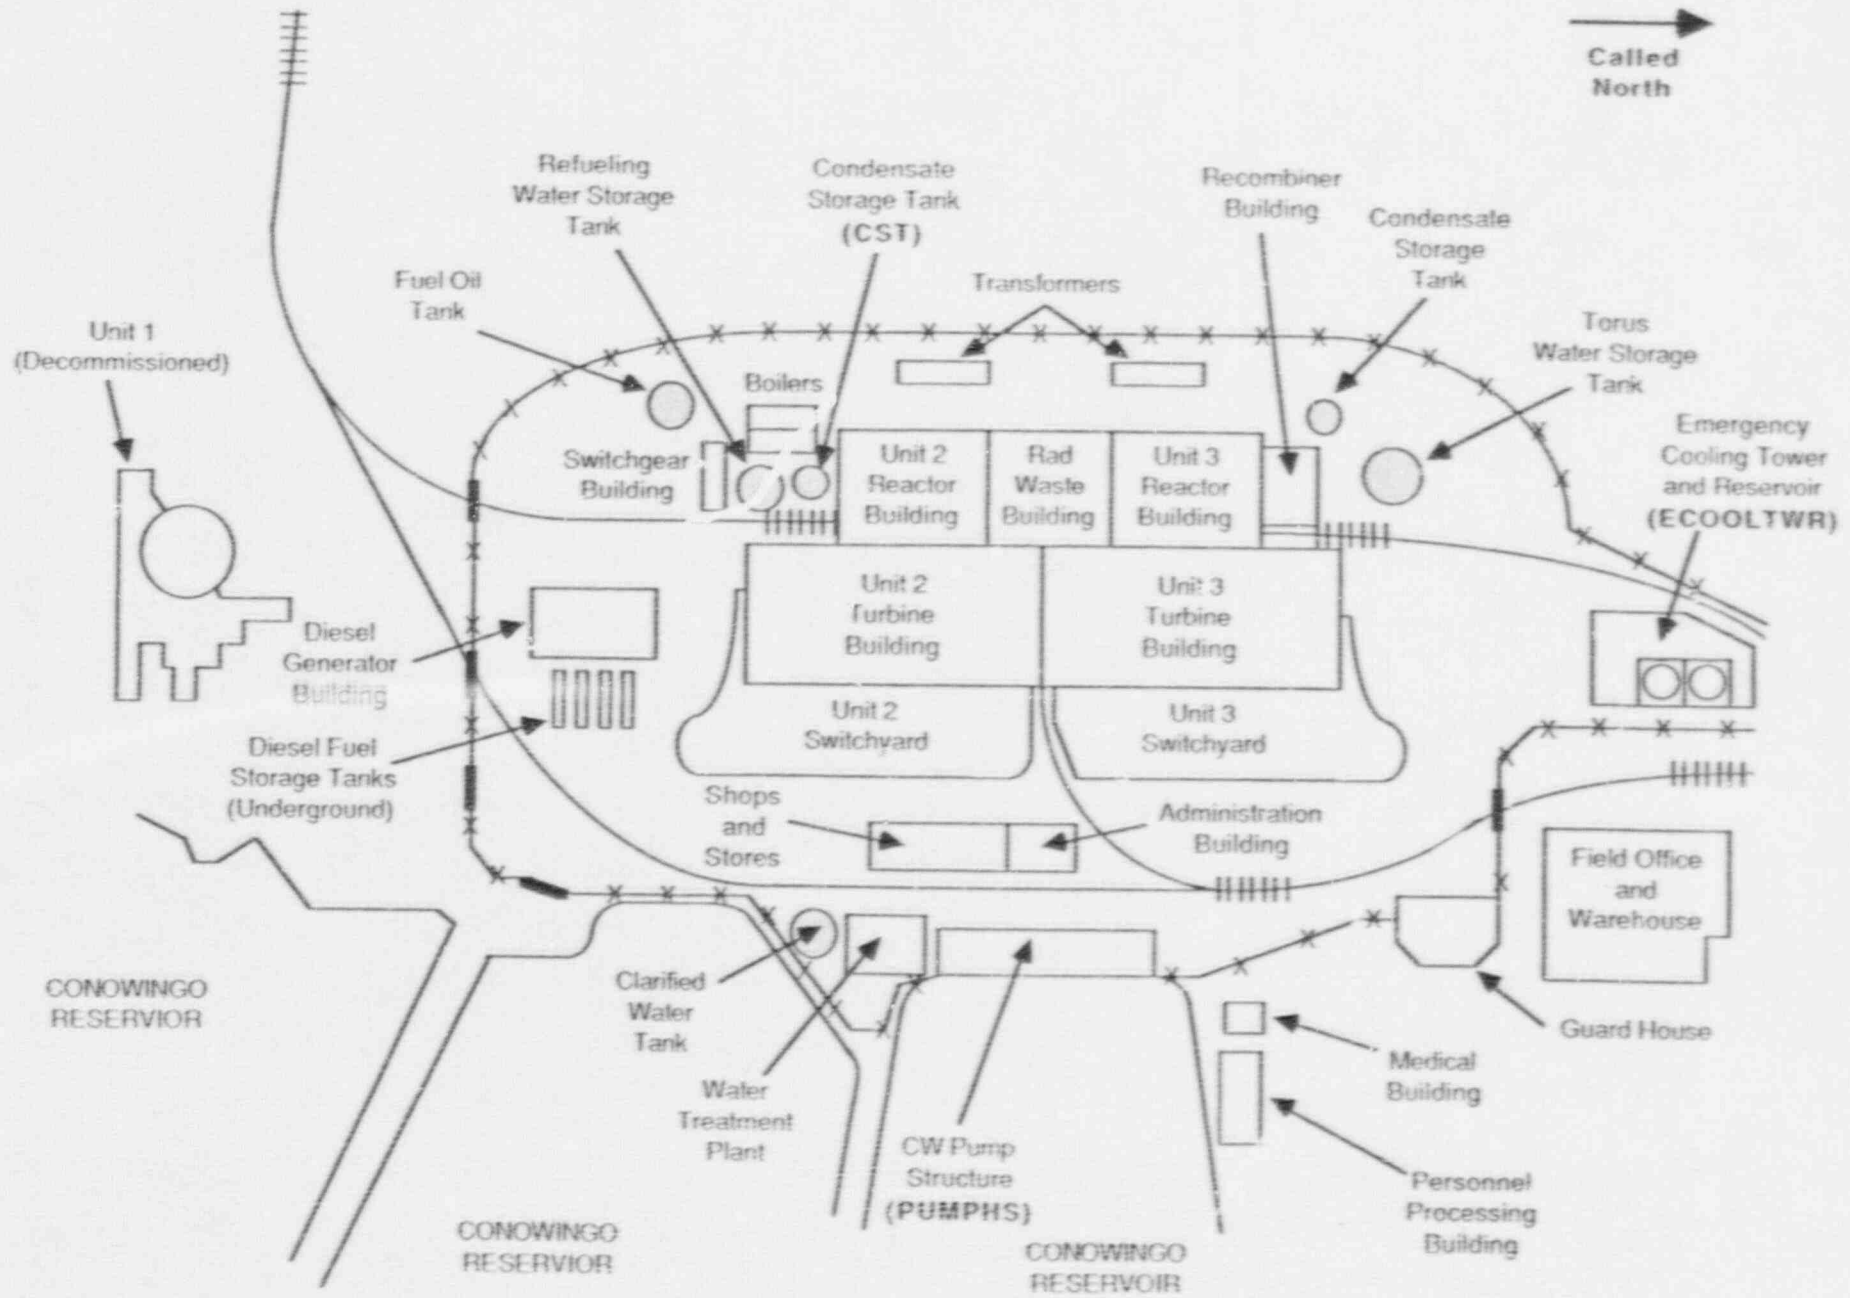 Called
North
Refueling
Water Storage
Tank
Condensate
Storage Tank
(CST)
Recombiner
Building
Condensate
Storage
Tank
Fuel Oil
Tank
Transformers
Unit 1
(Decommissioned)
Torus
Water Storage
Tank
Boilers
Emergency
Cooling Tower
and Reservoir
(ECOOLTWR)
Switchgear
Building
Unit 2
Reactor
Building
Rad
Waste
Building
Unit 3
Reactor
Building
Unit 2
Turbine
Building
Unit 3
Turbine
Building
Diesel
Generator
Building
Unit 2
Switchyard
Unit 3
Switchyard
Diesel Fuel
Storage Tanks
(Underground)
Shops
and
Stores
Administration
Building
Field Office
and
Warehouse
CONOWINGO
RESERVIOR
Clarified
Water
Tank
Guard House
Medical
Building
Water
Treatment
Plant
CW Pump
Structure
(PUMPHS)
Personnel
Processing
Building
CONOWINGO
RESERVIOR
CONOWINGO
RESERVOIR